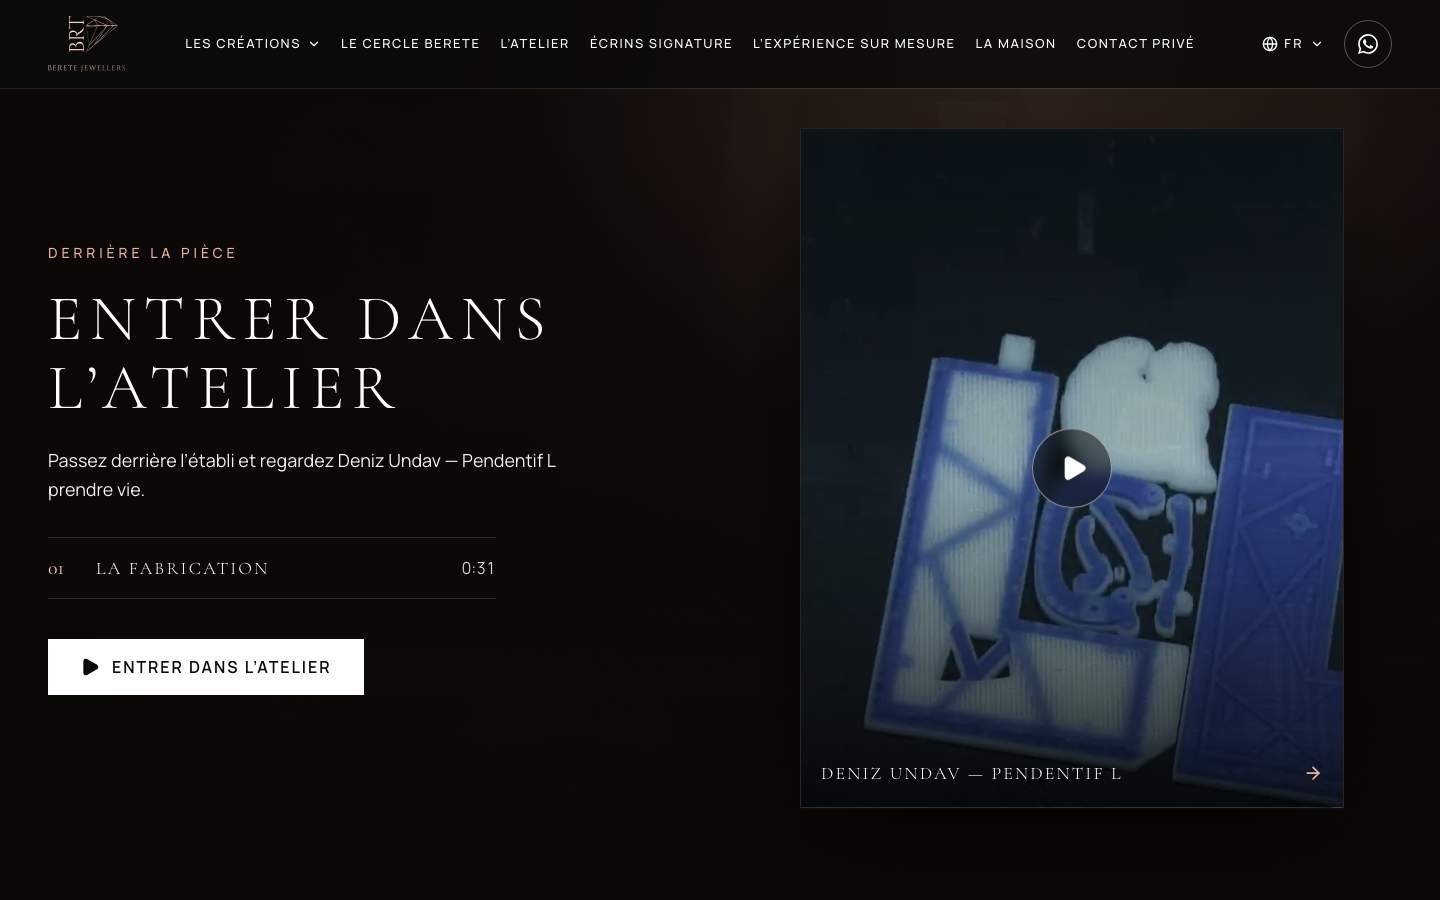 BRT
BERETE JEWELLERS
LES CRÉATIONS
LE CERCLE BERETE
L’ATELIER
ÉCRINS SIGNATURE
L’EXPÉRIENCE SUR MESURE
LA MAISON
CONTACT PRIVÉ
FR
DERRIÈRE LA PIÈCE
ENTRER DANS
L’ATELIER
Passez derrière l’établi et regardez Deniz Undav — Pendentif L
prendre vie.
01 LA FABRICATION 0:31
ENTRER DANS L’ATELIER
DENIZ UNDAV — PENDENTIF L